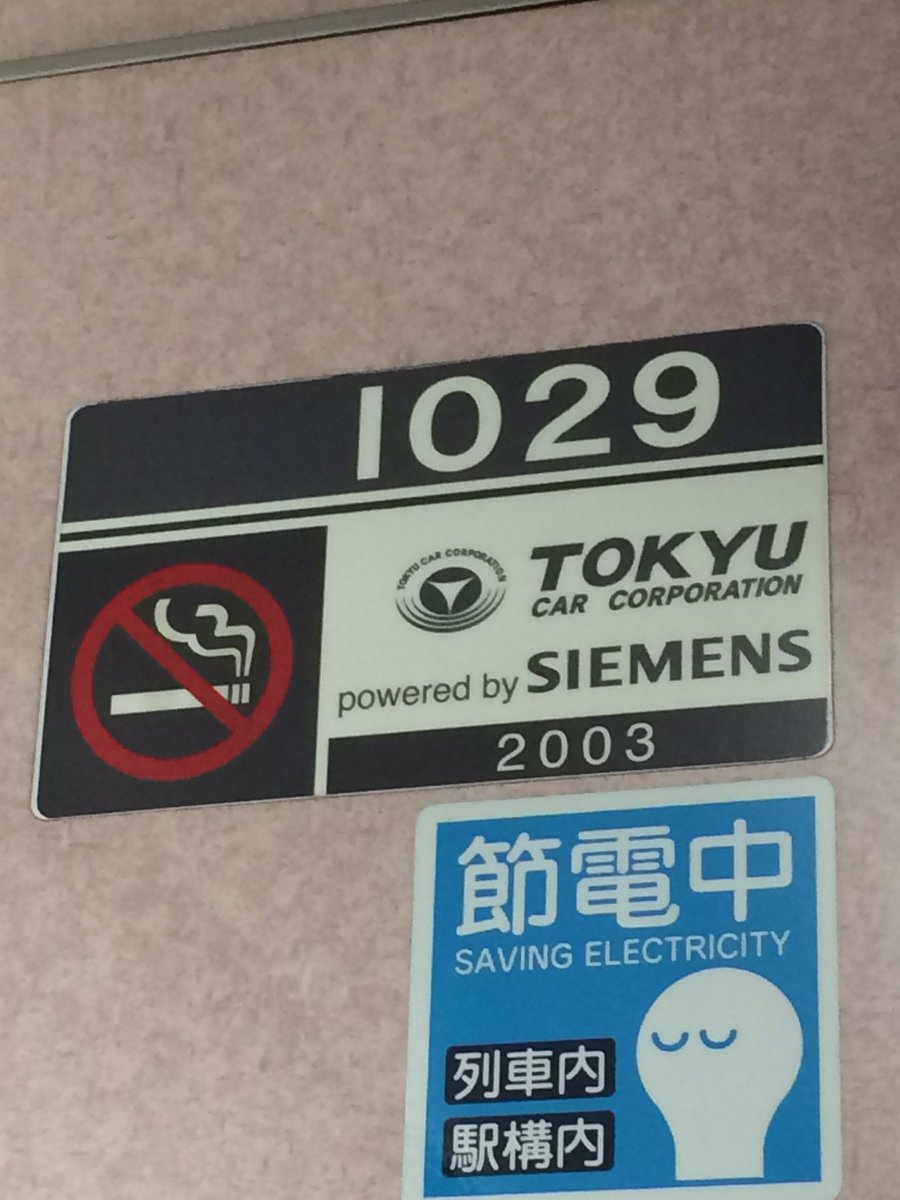 1029
TOKYU CAR CORPORATION
TOKYU
CAR CORPORATION
powered by SIEMENS
2003
節電中
SAVING ELECTRICITY
列車内
駅構内